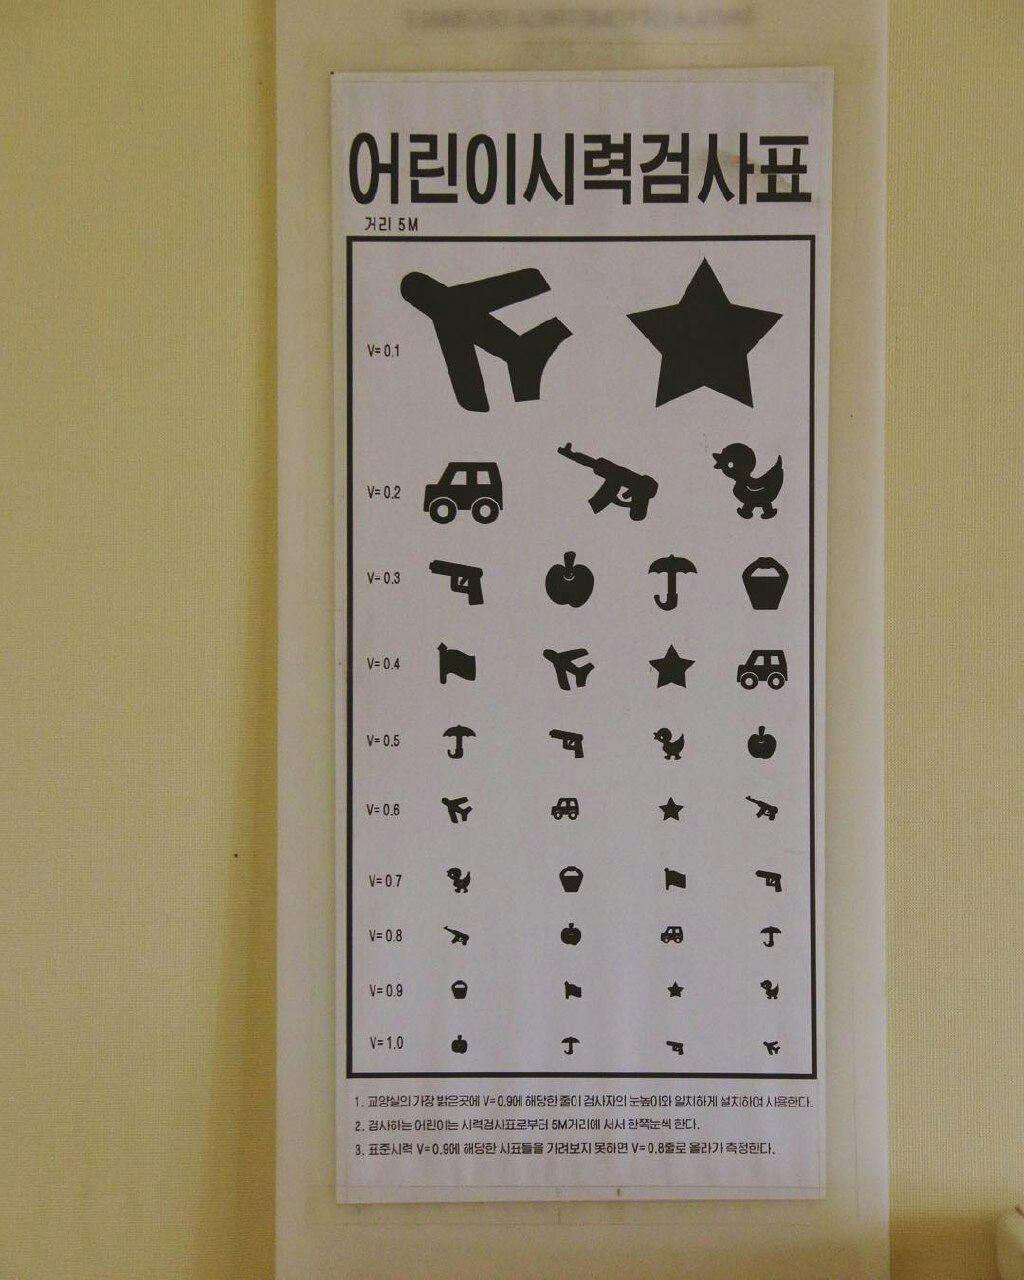 어린이시력검사표
거리 5M
V=0.1
V=0.2
V=0.3
V=0.4
V=0.5
V=0.6
V=0.7
V=0.8
V=0.9
V=1.0
1. 교양실의 가장 밝은곳에 V=0.9에 해당한 줄이 검사자의 눈높이와 일치하게 설치하여 사용한다.
2. 검사하는 어린이는 시력검사표로부터 5M거리에 서서 한쪽눈씩 한다.
3. 표준시력 V=0.9에 해당한 시표들을 가려보지 못하면 V=0.8줄로 올라가 측정한다.